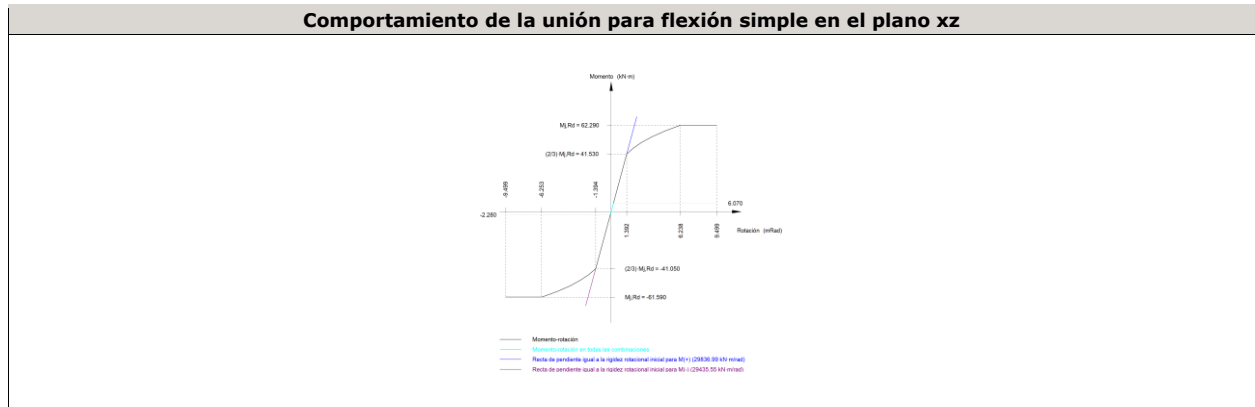 Comportamiento de la unión para flexión simple en el plano xz
Momento (kN·m)
Mj,Rd = 62.290
(2/3)·Mj,Rd = 41.530
-9.499
-6.253
-1.394
6.070
-2.280
1.392
6.238
9.499
Rotación (mRad)
(2/3)·Mj,Rd = -41.050
Mj,Rd = -61.590
Momento-rotación
Momento-rotación en todas las combinaciones
Recta de pendiente igual a la rigidez rotacional inicial para M(+) (29836.99 kN·m/rad)
Recta de pendiente igual a la rigidez rotacional inicial para M(-) (29435.55 kN·m/rad)